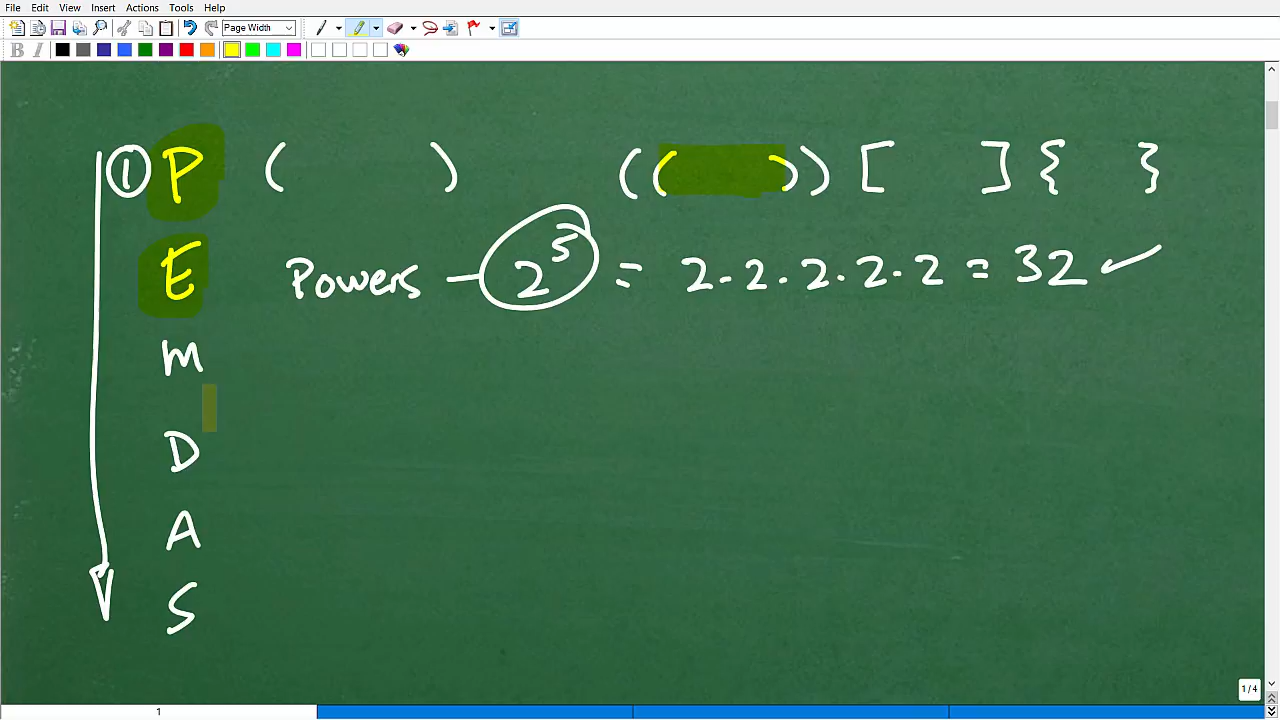 File Edit View Insert Actions Tools Help
Page Width
B I
① P ( ) (( )) [ ] { }
E Powers – 2⁵ = 2·2·2·2·2 = 32 ✓
M
D
A
S
1/4
1